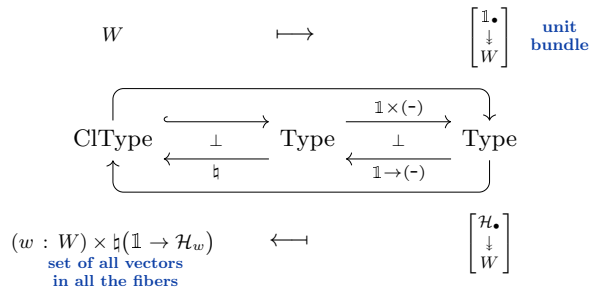 W ⟼ [𝟙• ↡ W] unit
bundle
𝟙×(-)
ClType ⊥ Type ⊥ Type
♮ 𝟙→(-)
(w : W) × ♮(𝟙 → ℋ_w) ⟻ [ℋ• ↡ W]
set of all vectors
in all the fibers